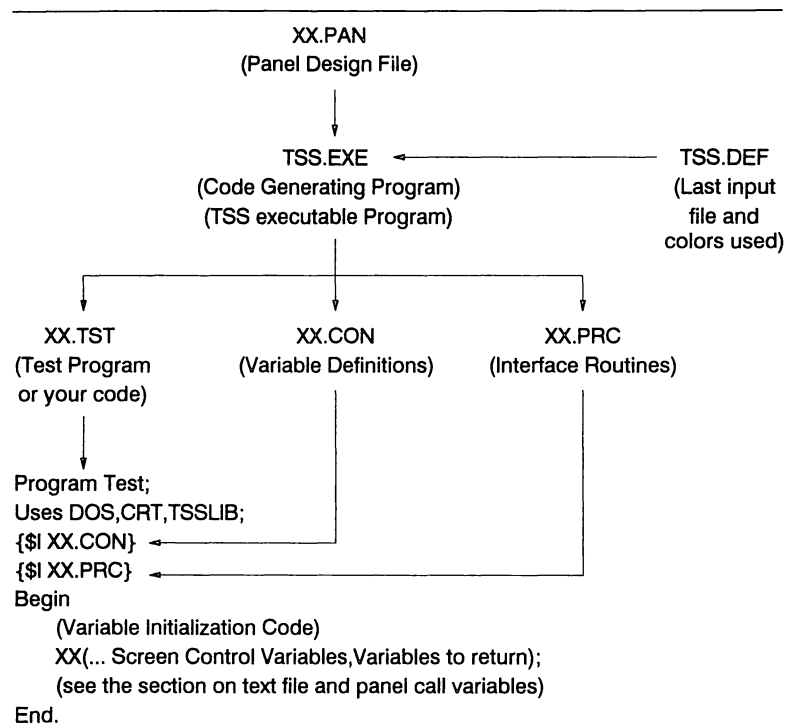 XX.PAN
(Panel Design File)
TSS.EXE
(Code Generating Program)
(TSS executable Program)
TSS.DEF
(Last input
file and
colors used)
XX.TST
(Test Program
or your code)
XX.CON
(Variable Definitions)
XX.PRC
(Interface Routines)
Program Test;
Uses DOS,CRT,TSSLIB;
{$I XX.CON}
{$I XX.PRC}
Begin
(Variable Initialization Code)
XX(... Screen Control Variables,Variables to return);
(see the section on text file and panel call variables)
End.